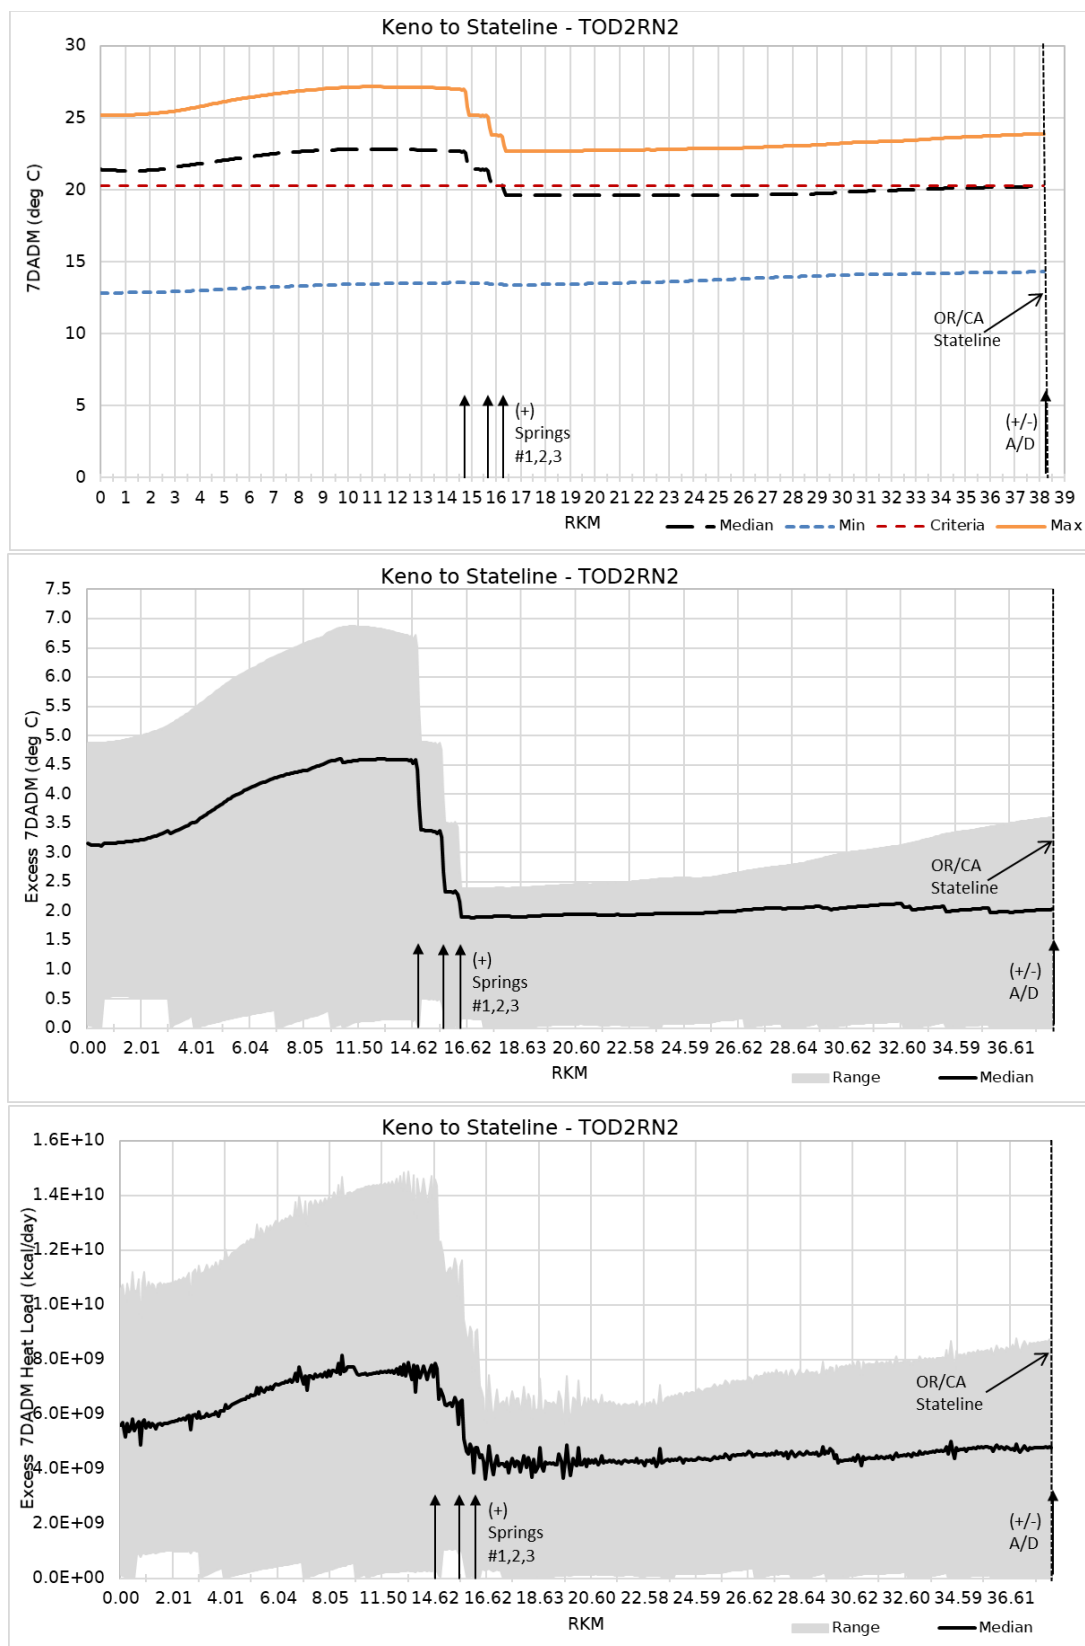 Keno to Stateline - TOD2RN2
30
25
20
15
10
5
0
7DADM (deg C)
OR/CA
Stateline
(+)
Springs
#1,2,3
(+/-)
A/D
0 1 2 3 4 5 6 7 8 9 10 11 12 13 14 15 16 17 18 19 20 21 22 23 24 25 26 27 28 29 30 31 32 33 34 35 36 37 38 39
RKM
Median Min Criteria Max
Keno to Stateline - TOD2RN2
7.5
7.0
6.5
6.0
5.5
5.0
4.5
4.0
3.5
3.0
2.5
2.0
1.5
1.0
0.5
0.0
Excess 7DADM (deg C)
OR/CA
Stateline
(+)
Springs
#1,2,3
(+/-)
A/D
0.00 2.01 4.01 6.04 8.05 11.50 14.62 16.62 18.63 20.60 22.58 24.59 26.62 28.64 30.62 32.60 34.59 36.61
RKM
Range Median
Keno to Stateline - TOD2RN2
1.6E+10
1.4E+10
1.2E+10
1.0E+10
8.0E+09
6.0E+09
4.0E+09
2.0E+09
0.0E+00
Excess 7DADM Heat Load (kcal/day)
OR/CA
Stateline
(+)
Springs
#1,2,3
(+/-)
A/D
0.00 2.01 4.01 6.04 8.05 11.50 14.62 16.62 18.63 20.60 22.58 24.59 26.62 28.64 30.62 32.60 34.59 36.61
RKM
Range Median